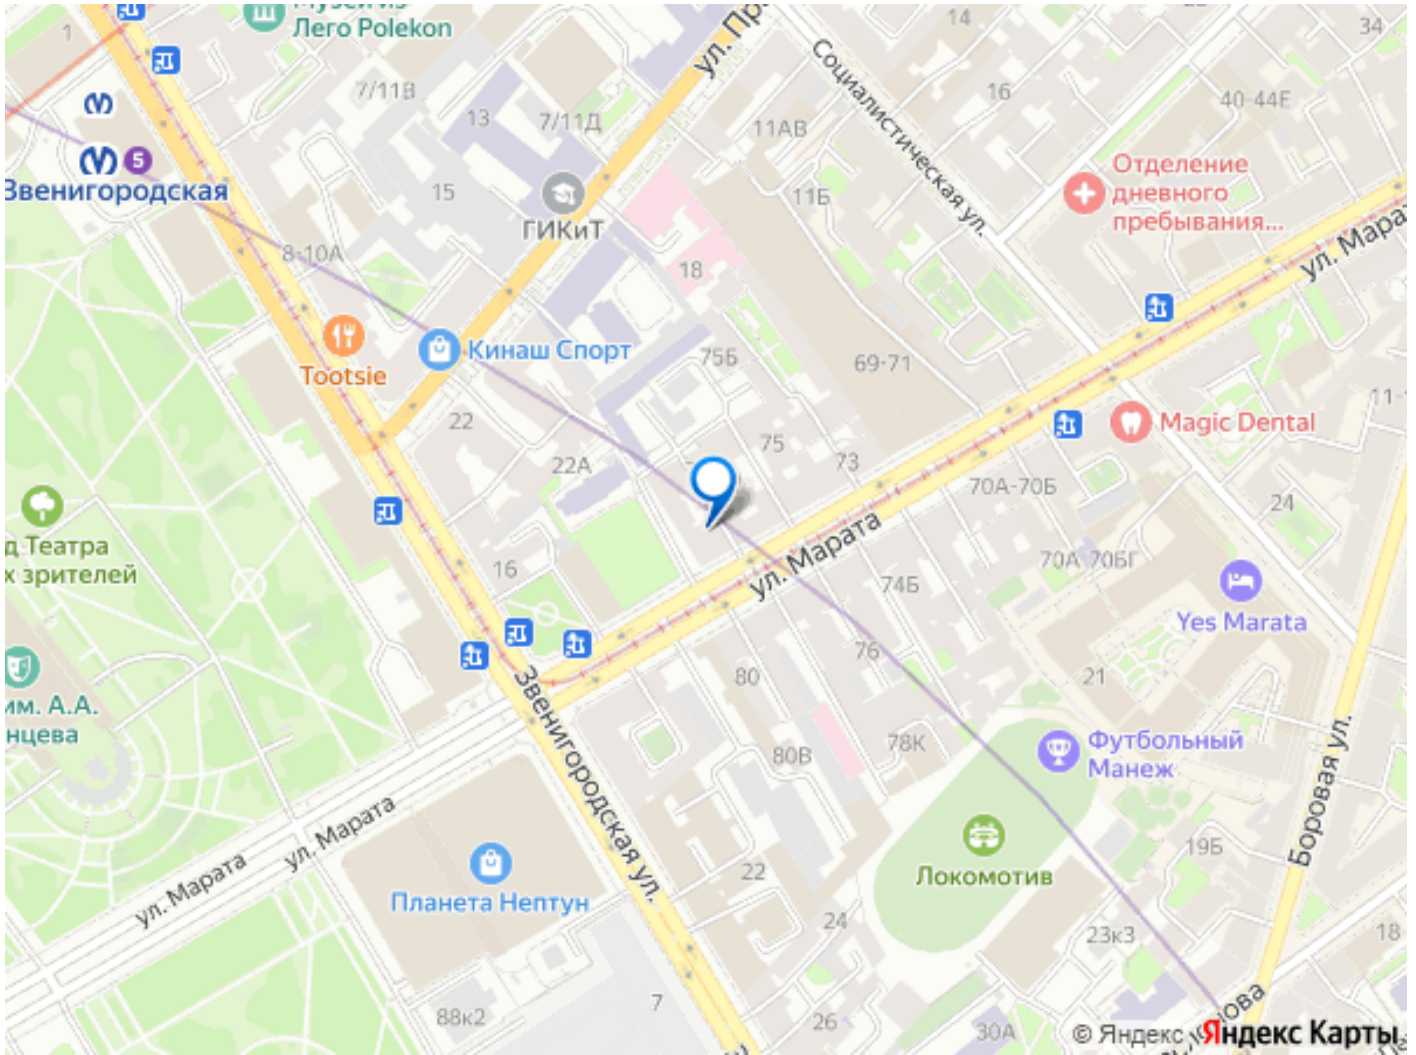 Лего Polekon
1
7/11В
13
7/11Д
ул. Пр
14
16
34
40-44Е
Социалистическая ул.
11АВ
11Б
5
Звенигородская
15
ГИКиТ
8-10А
18
Отделение
дневного
пребывания...
ул. Мара
Tootsie
Кинаш Спорт
75Б
69-71
22
22А
75
73
Magic Dental
11-
70А-70Б
24
д Театра
х зрителей
16
ул. Марата
74Б
70А
70БГ
Yes Marata
80
76
21
им. А.А.
нцева
Звенигородская ул.
80В
78К
Футбольный
Манеж
Боровая ул.
ул. Марата
ул. Марата
Планета Нептун
22
Локомотив
19Б
24
23к3
18
88к2
7
26
30А
© Яндекс
Яндекс Карты